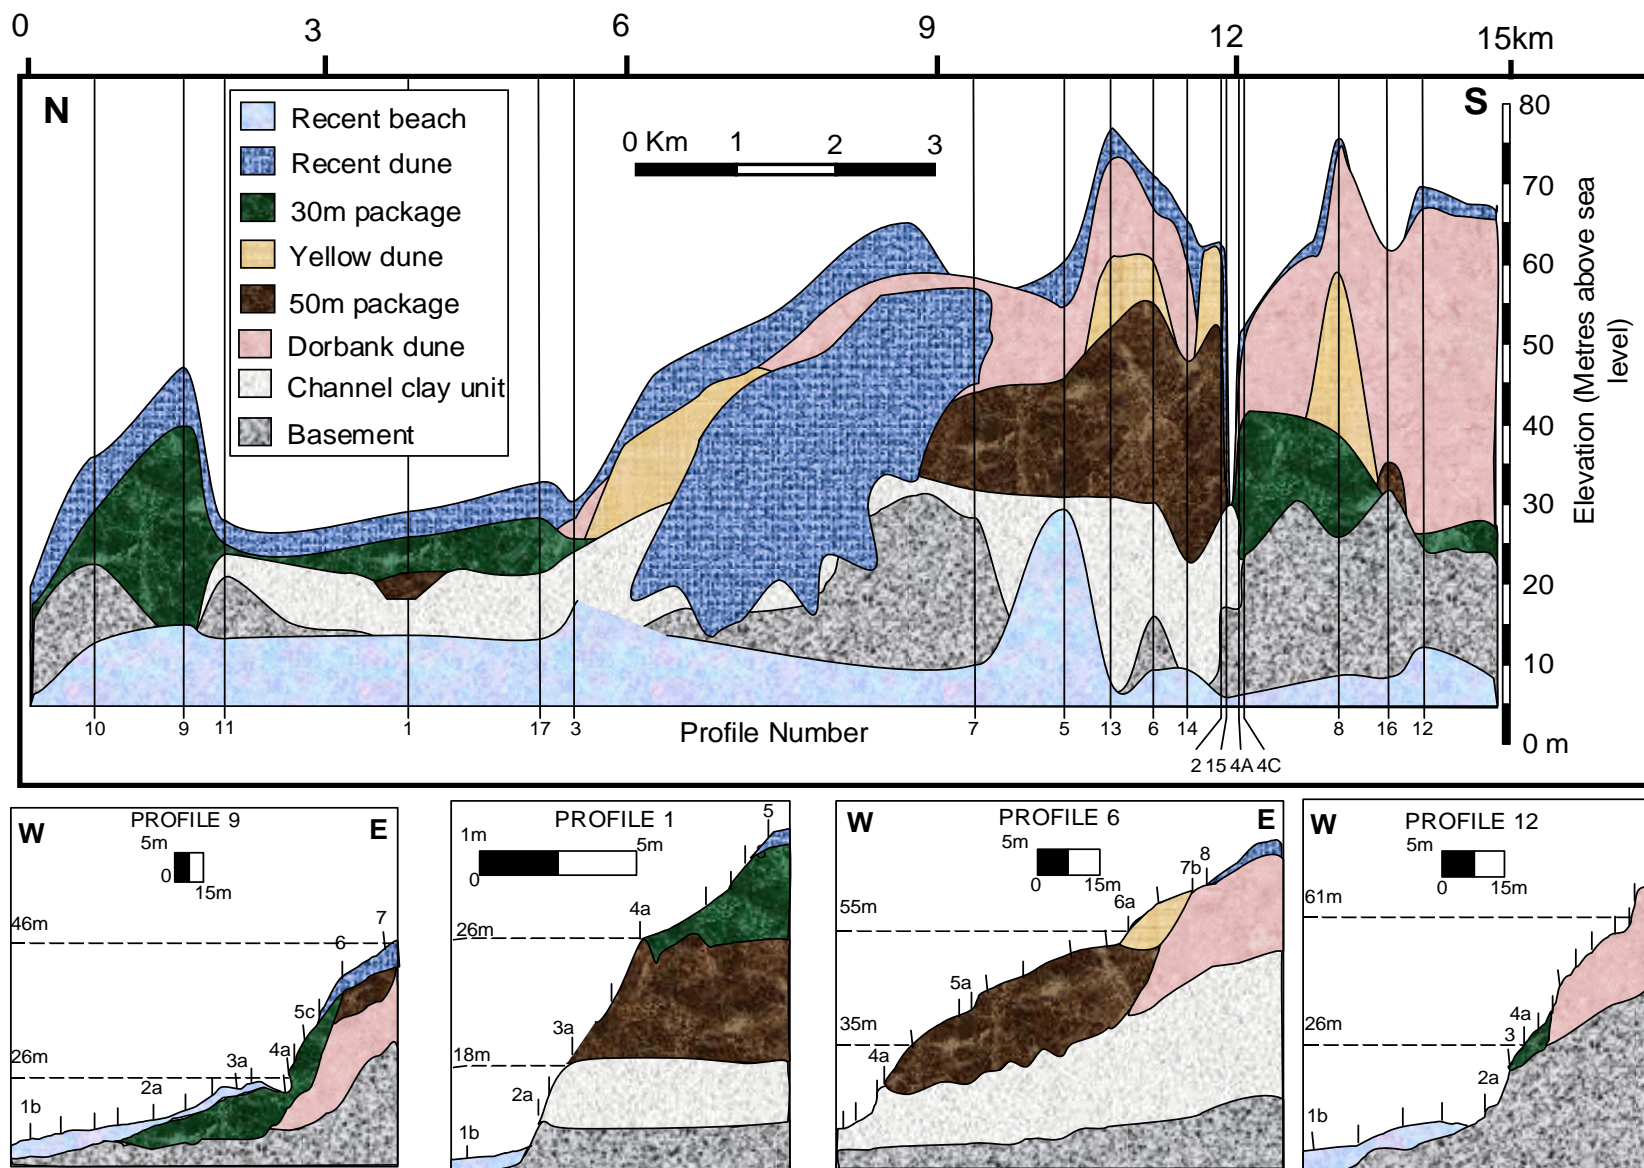 0 3 6 9 12 15km
N
S
Recent beach
Recent dune
30m package
Yellow dune
50m package
Dorbank dune
Channel clay unit
Basement
0 Km 1 2 3
80
70
60
50
40
30
20
10
0 m
Elevation (Metres above sea
level)
10 9 11 1 17 3 7 5 13 6 14 8 16 12
2 15 4A 4C
Profile Number
PROFILE 9
W
E
5m
0
15m
46m
26m
1b
2a
3a
4a
5c
6
7
PROFILE 1
1m
5m
0
26m
18m
1b
2a
3a
4a
5
PROFILE 6
W
E
5m
0
15m
55m
35m
4a
5a
6a
7b
8
PROFILE 12
W
5m
0
15m
61m
26m
1b
2a
3
4a